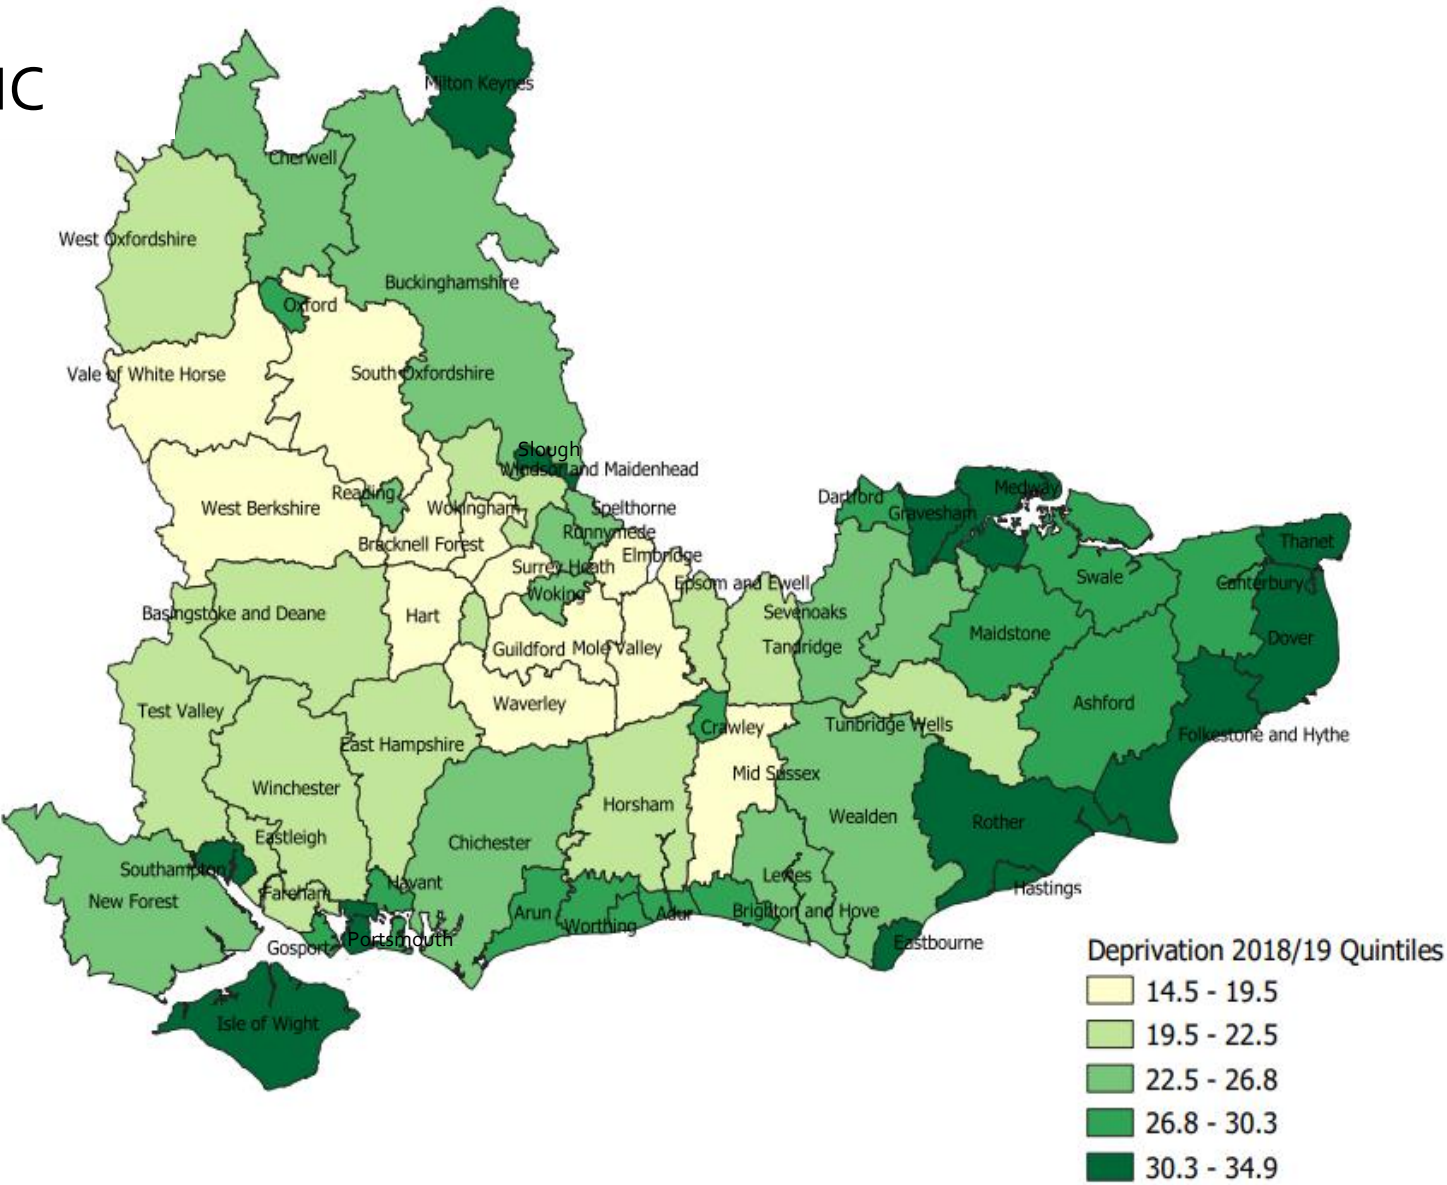 IC
Milton Keynes
Cherwell
West Oxfordshire
Buckinghamshire
Oxford
Vale of White Horse
South Oxfordshire
Slough
Windsor and Maidenhead
Reading
West Berkshire
Wokingham
Spelthorne
Runnymede
Bracknell Forest
Elmbridge
Surrey Heath
Epsom and Ewell
Woking
Dartford
Medway
Gravesham
Thanet
Swale
Canterbury
Basingstoke and Deane
Hart
Sevenoaks
Maidstone
Dover
Guildford
Mole Valley
Tandridge
Test Valley
Waverley
Ashford
Crawley
Tunbridge Wells
Folkestone and Hythe
East Hampshire
Mid Sussex
Winchester
Horsham
Wealden
Rother
Eastleigh
Chichester
Southampton
New Forest
Fareham
Havant
Lewes
Hastings
Arun
Worthing
Adur
Brighton and Hove
Gosport
Portsmouth
Eastbourne
Isle of Wight
Deprivation 2018/19 Quintiles
14.5 - 19.5
19.5 - 22.5
22.5 - 26.8
26.8 - 30.3
30.3 - 34.9